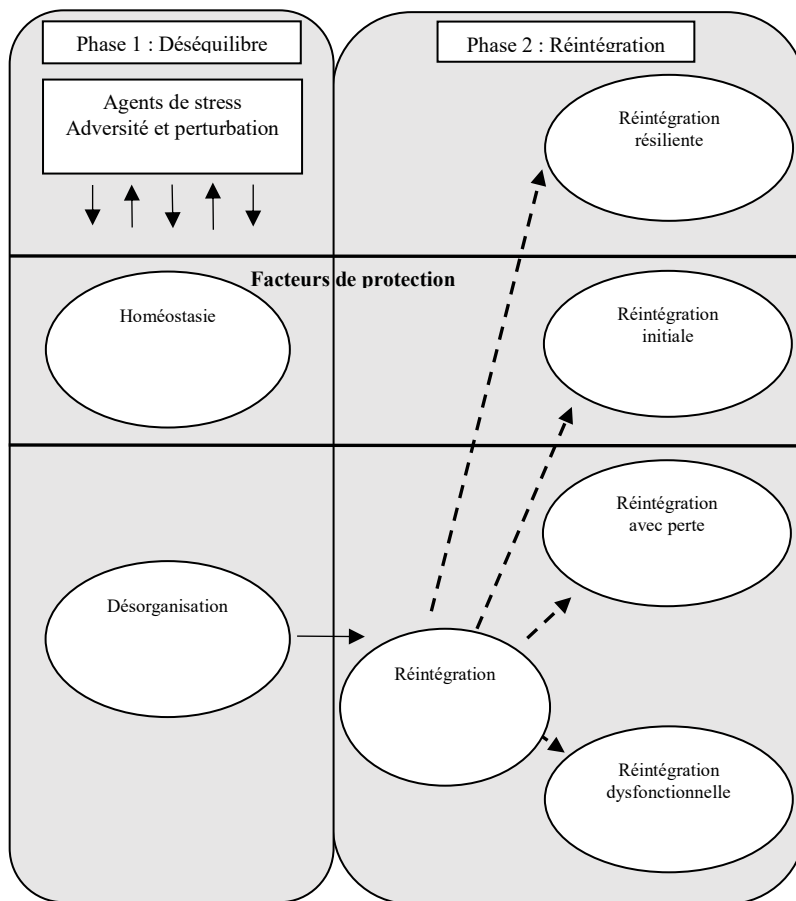 Phase 1 : Déséquilibre
Agents de stress
Adversité et perturbation
Phase 2 : Réintégration
Réintégration
résiliente
Facteurs de protection
Homéostasie
Réintégration
initiale
Réintégration
avec perte
Désorganisation
Réintégration
Réintégration
dysfonctionnelle